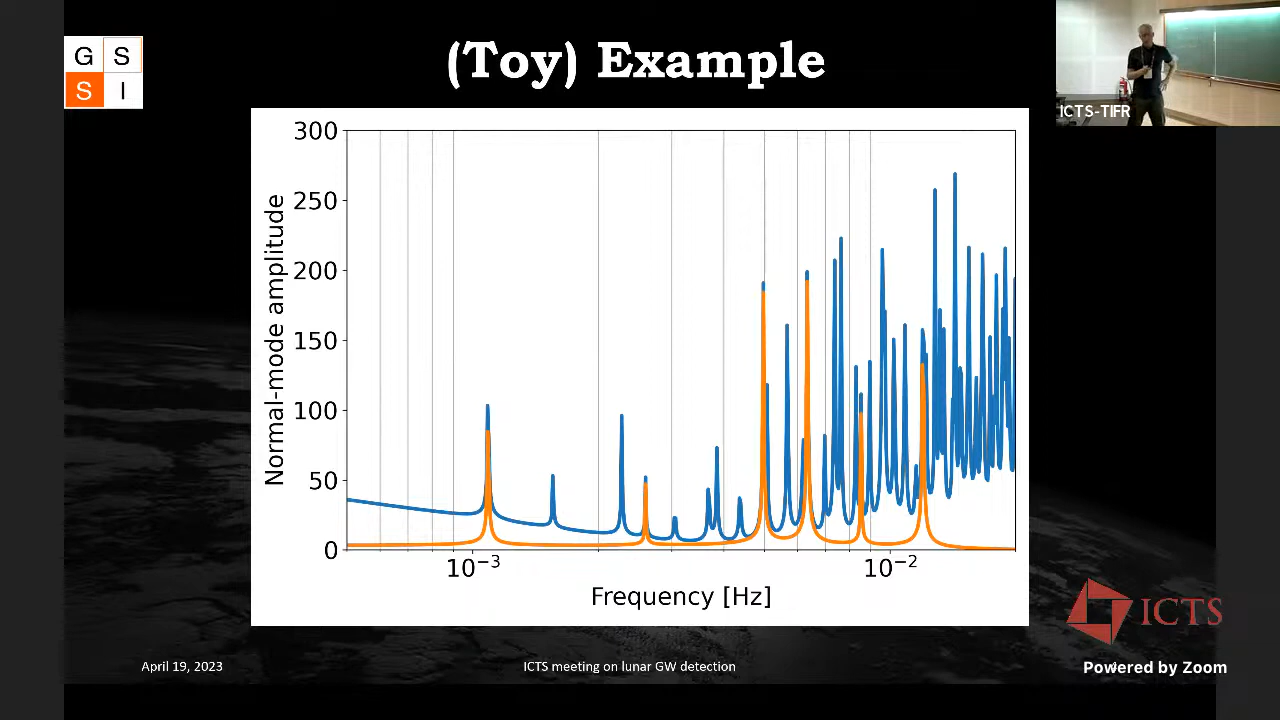 G S
S I
(Toy) Example
ICTS-TIFR
300
250
200
150
100
50
0
Normal-mode amplitude
10⁻³
10⁻²
Frequency [Hz]
ICTS
April 19, 2023
ICTS meeting on lunar GW detection
Powered by Zoom